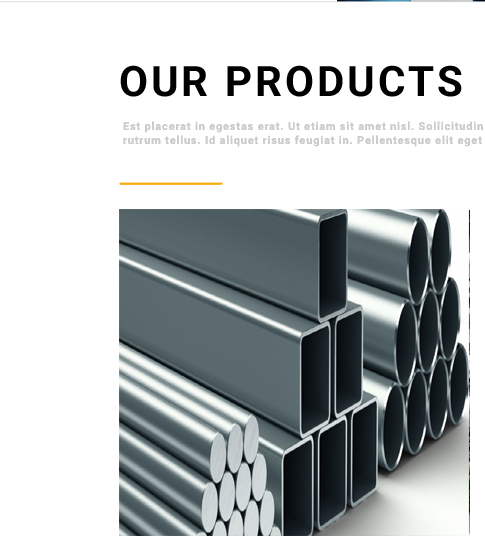 OUR PRODUCTS
Est placerat in egestas erat. Ut etiam sit amet nisl. Sollicitudin
rutrum tellus. Id aliquet risus feugiat in. Pellentesque elit eget